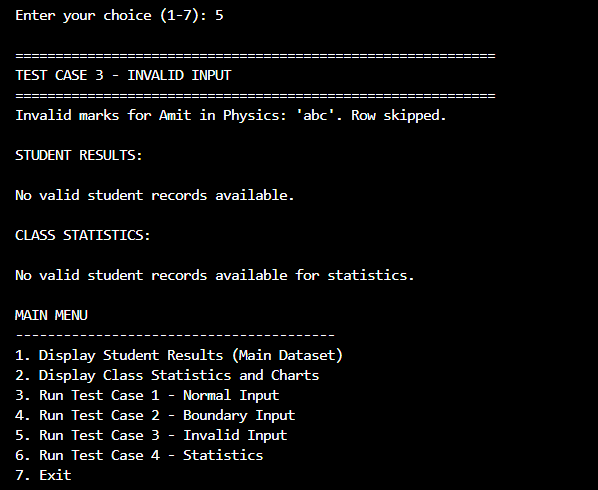 Enter your choice (1-7): 5
============================================================
TEST CASE 3 - INVALID INPUT
============================================================
Invalid marks for Amit in Physics: 'abc'. Row skipped.
STUDENT RESULTS:
No valid student records available.
CLASS STATISTICS:
No valid student records available for statistics.
MAIN MENU
----------------------------------------
1. Display Student Results (Main Dataset)
2. Display Class Statistics and Charts
3. Run Test Case 1 - Normal Input
4. Run Test Case 2 - Boundary Input
5. Run Test Case 3 - Invalid Input
6. Run Test Case 4 - Statistics
7. Exit